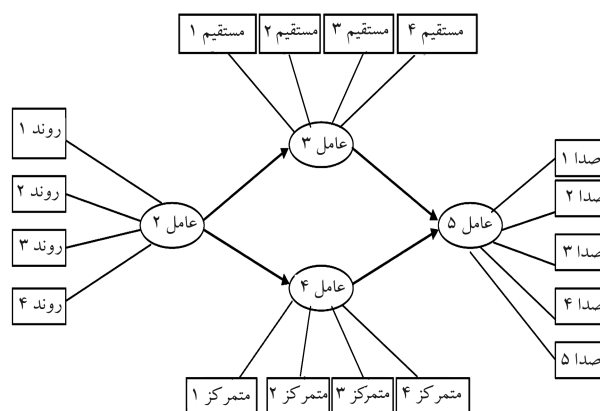 مستقیم ۱
مستقیم ۲
مستقیم ۳
مستقیم ۴
روند ۱
روند ۲
روند ۳
روند ۴
عامل ۳
عامل ۲
عامل ۵
عامل ۴
صدا ۱
صدا ۲
صدا ۳
صدا ۴
صدا ۵
متمرکز ۱
متمرکز ۲
متمرکز ۳
متمرکز ۴